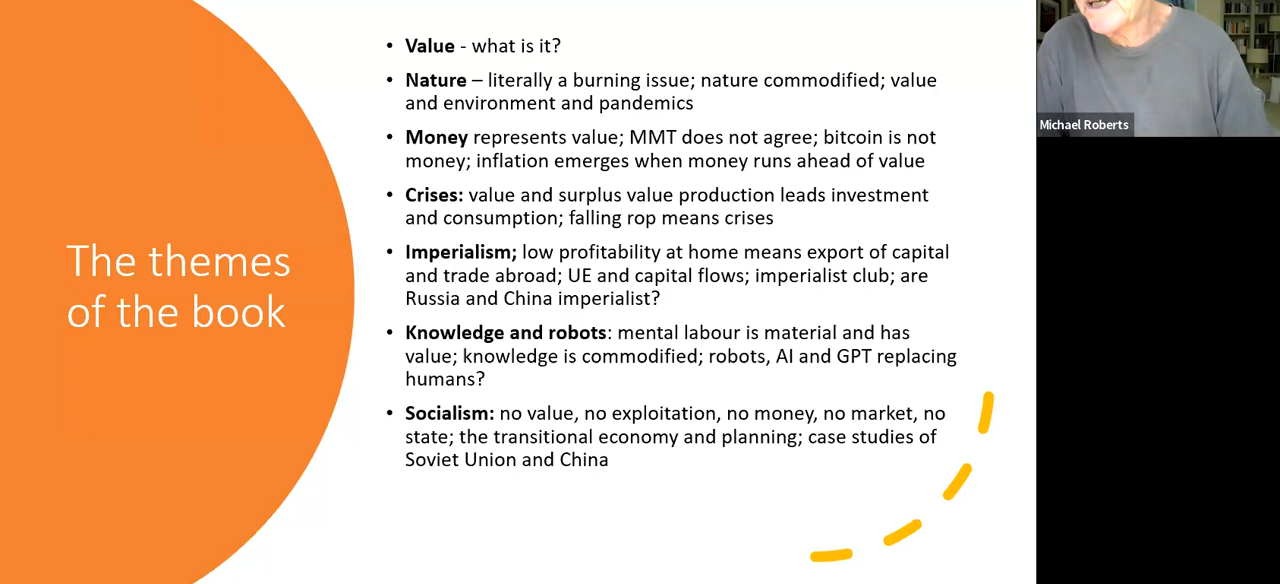 The themes
of the book
• Value - what is it?
• Nature – literally a burning issue; nature commodified; value
and environment and pandemics
• Money represents value; MMT does not agree; bitcoin is not
money; inflation emerges when money runs ahead of value
• Crises: value and surplus value production leads investment
and consumption; falling rop means crises
• Imperialism; low profitability at home means export of capital
and trade abroad; UE and capital flows; imperialist club; are
Russia and China imperialist?
• Knowledge and robots: mental labour is material and has
value; knowledge is commodified; robots, AI and GPT replacing
humans?
• Socialism: no value, no exploitation, no money, no market, no
state; the transitional economy and planning; case studies of
Soviet Union and China
Michael Roberts